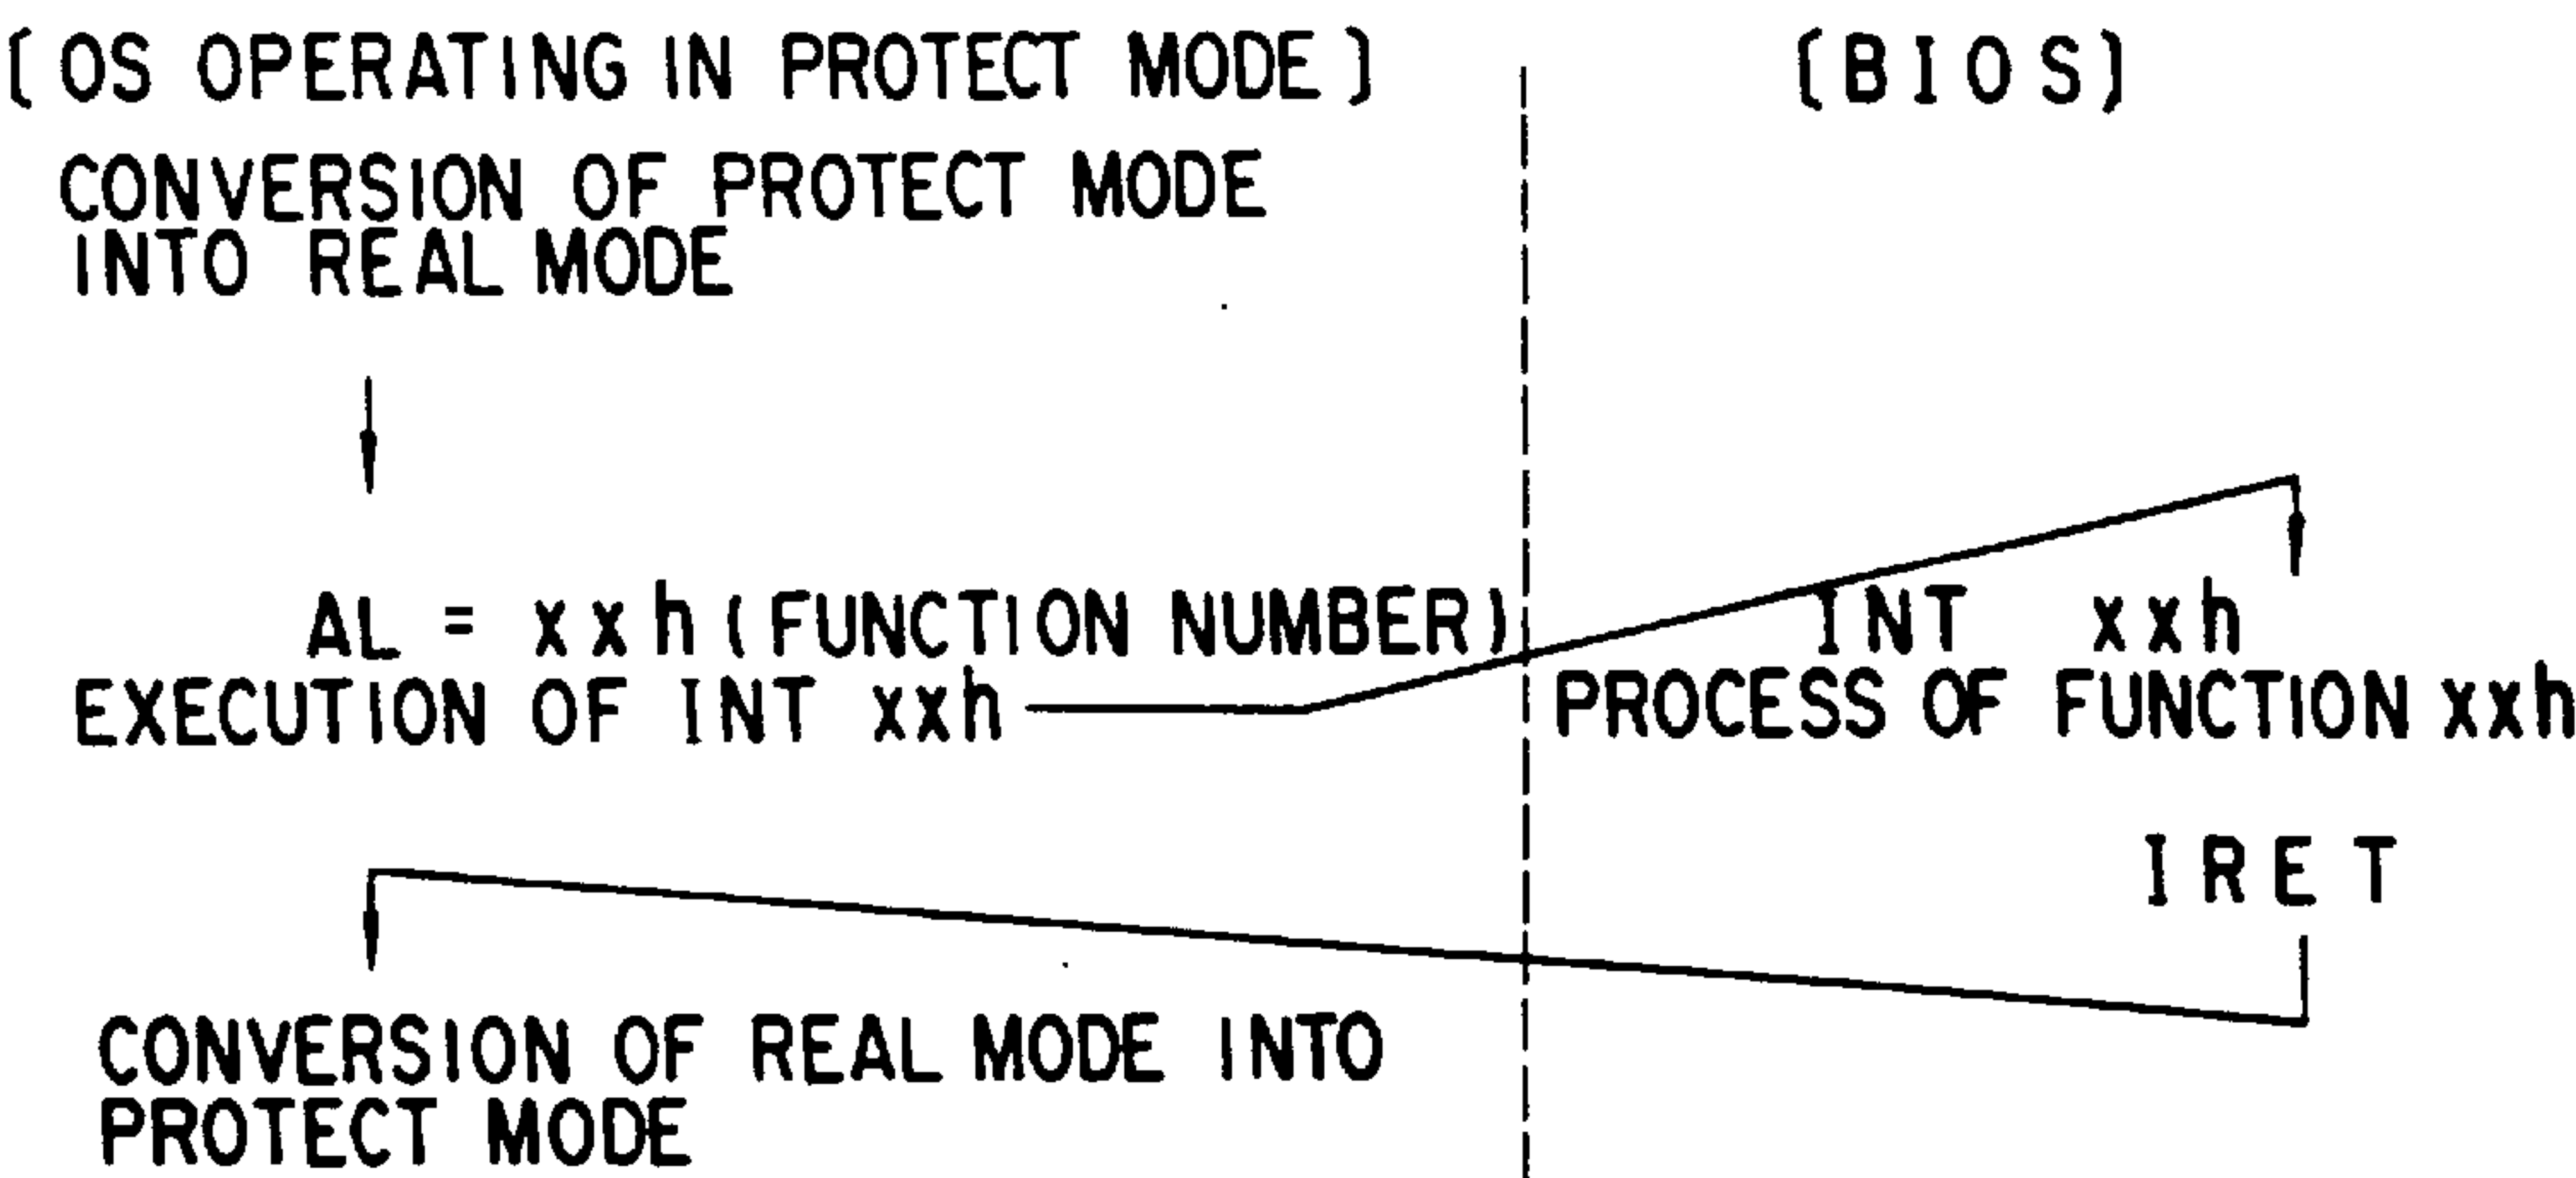 [OS OPERATING IN PROTECT MODE]
CONVERSION OF PROTECT MODE
INTO REAL MODE
AL = xxh (FUNCTION NUMBER)
EXECUTION OF INT xxh
CONVERSION OF REAL MODE INTO
PROTECT MODE
[BIOS]
INT xxh
PROCESS OF FUNCTION xxh
IRET